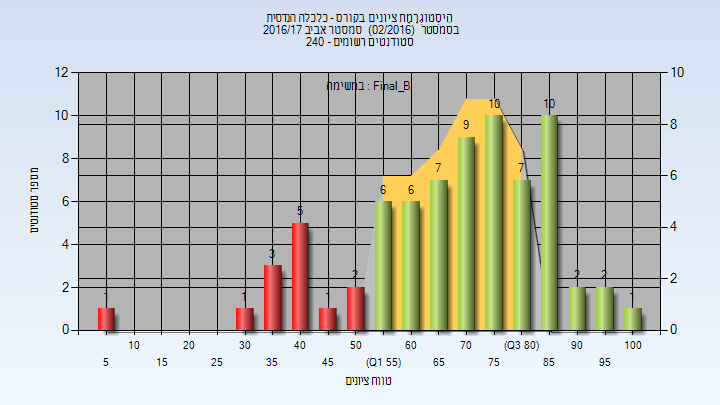 הִיסְטוֹגְרָמַת ציונים בקורס - כלכלה הנדסית
בסמסטר (02/2016) סמסטר אביב 2016/17
סטודנטים רשומים - 240
במשימה : Final_B
מספר סטודנטים
12 10 8 6 4 2 0
10 8 6 4 2 0
1 1 3 5 1 2 6 6 7 9 10 7 10 2 2 1
10 20 30 40 50 60 70 (Q3 80) 90 100
5 15 25 35 45 (Q1 55) 65 75 85 95
טווח ציונים